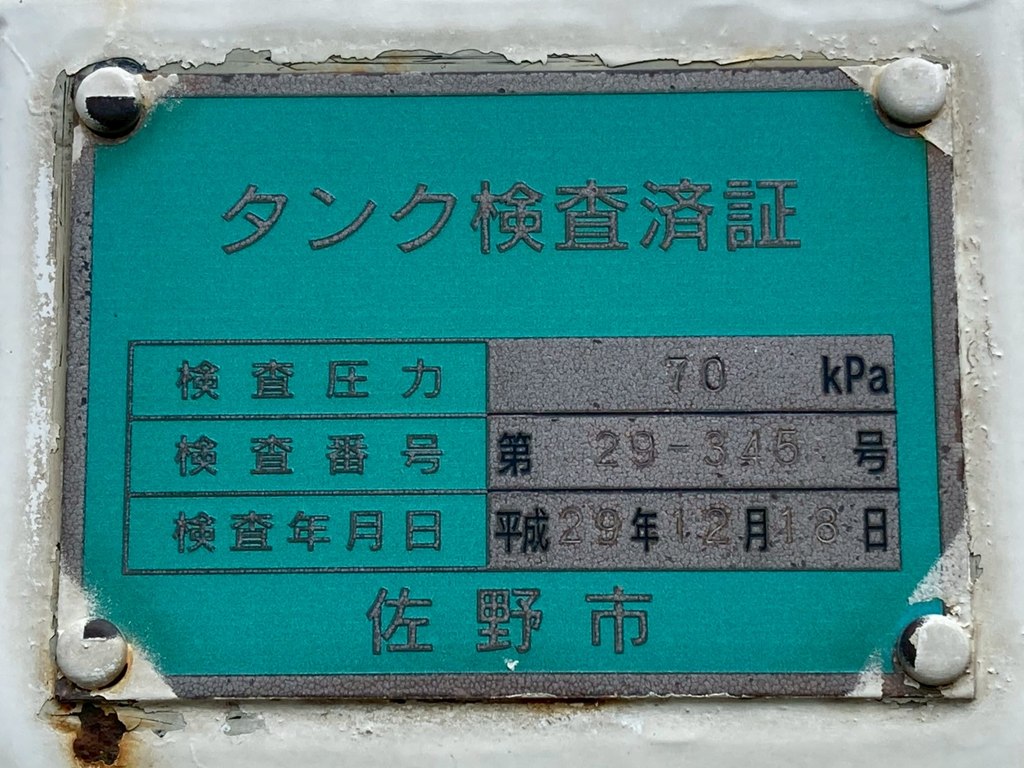 タンク検査済証
検査圧力 70 kPa
検査番号 第 29-345 号
検査年月日 平成29年12月18日
佐野市